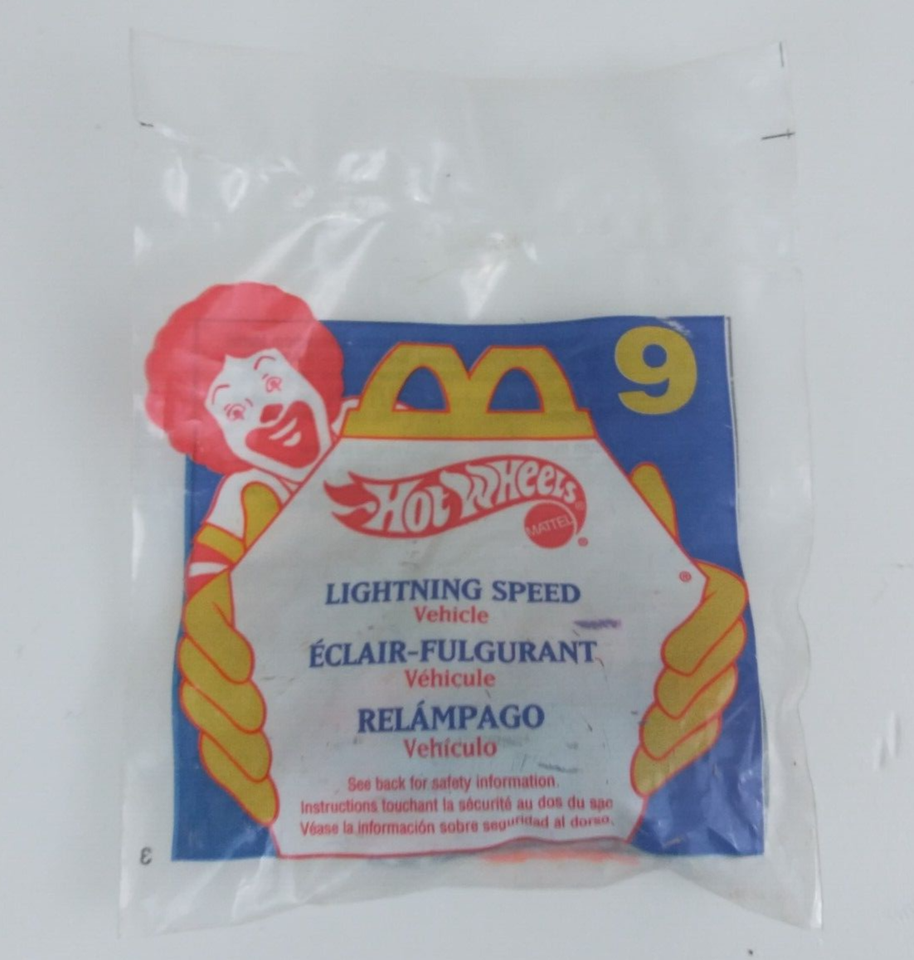 9
HOT WHEELS®
MATTEL®
®
LIGHTNING SPEED
Vehicle
ÉCLAIR-FULGURANT
Véhicule
RELÁMPAGO
Vehículo
See back for safety information.
Instructions touchant la sécurité au dos du sac
Véase la información sobre seguridad al dorso.
3